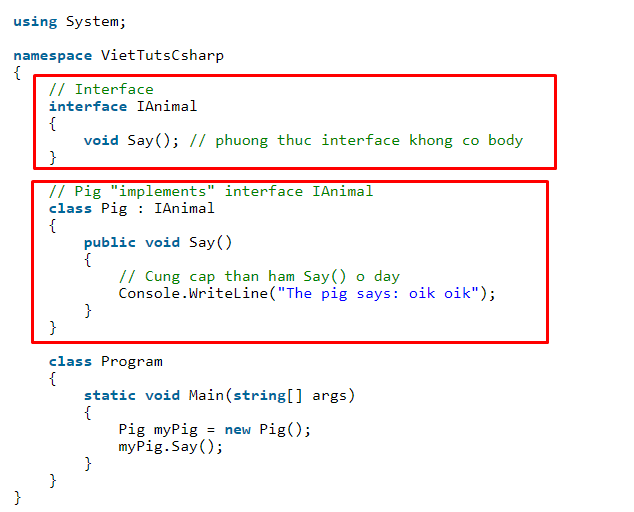 using System;
namespace VietTutsCsharp
{
// Interface
interface IAnimal
{
void Say(); // phuong thuc interface khong co body
}
// Pig "implements" interface IAnimal
class Pig : IAnimal
{
public void Say()
{
// Cung cap than ham Say() o day
Console.WriteLine("The pig says: oik oik");
}
}
class Program
{
static void Main(string[] args)
{
Pig myPig = new Pig();
myPig.Say();
}
}
}